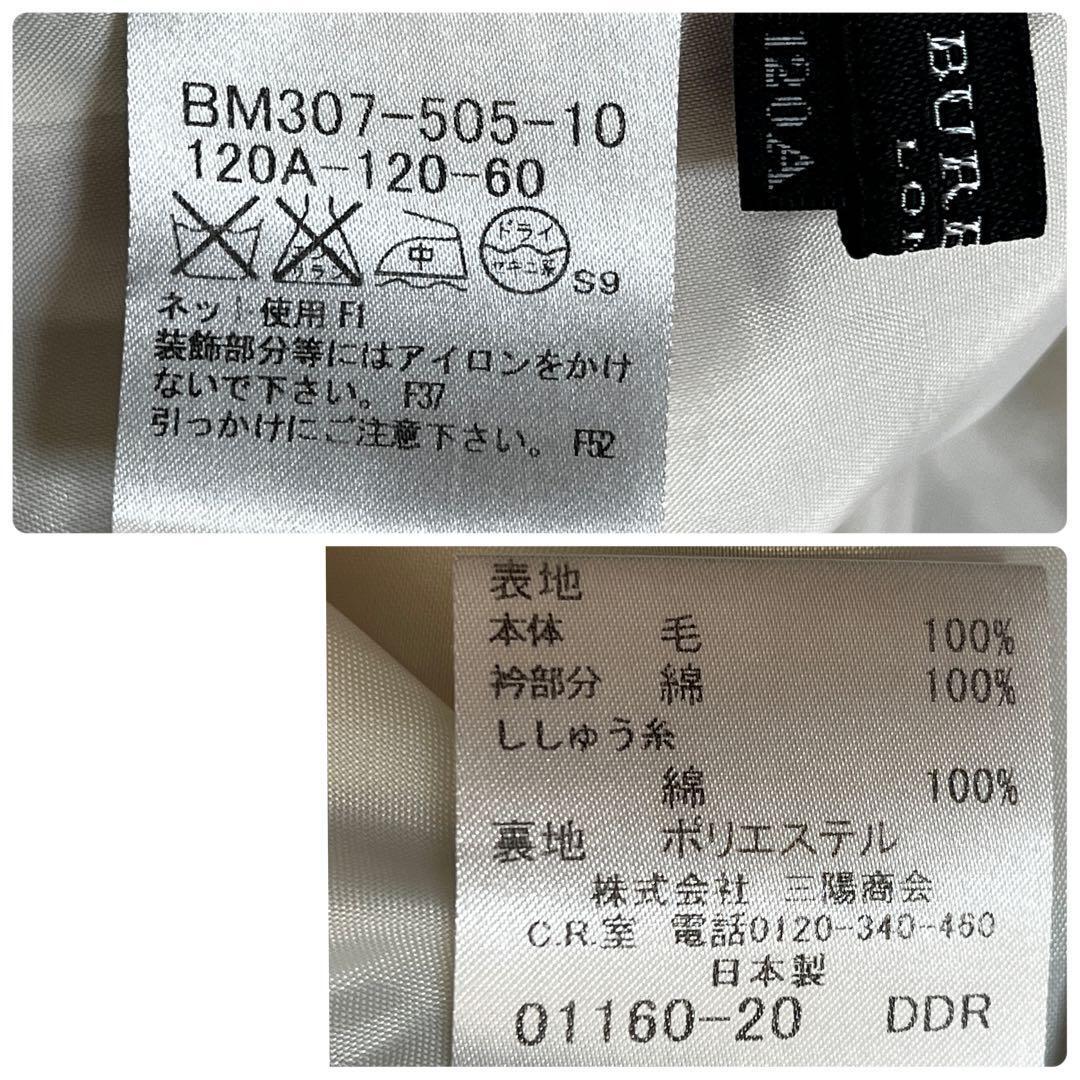 BM307-505-10
120A-120-60
中
ドライ
S9
ネッ 使用 F1
装飾部分等にはアイロンをかけ
ないで下さい。 F37
引っかけにご注意下さい。 F52
120A
BURB
LO
表地
本体 毛 100%
衿部分 綿 100%
ししゅう糸
綿 100%
裏地 ポリエステル
株式会社 三陽商会
C.R.室 電話0120-340-460
日本製
01160-20 DDR